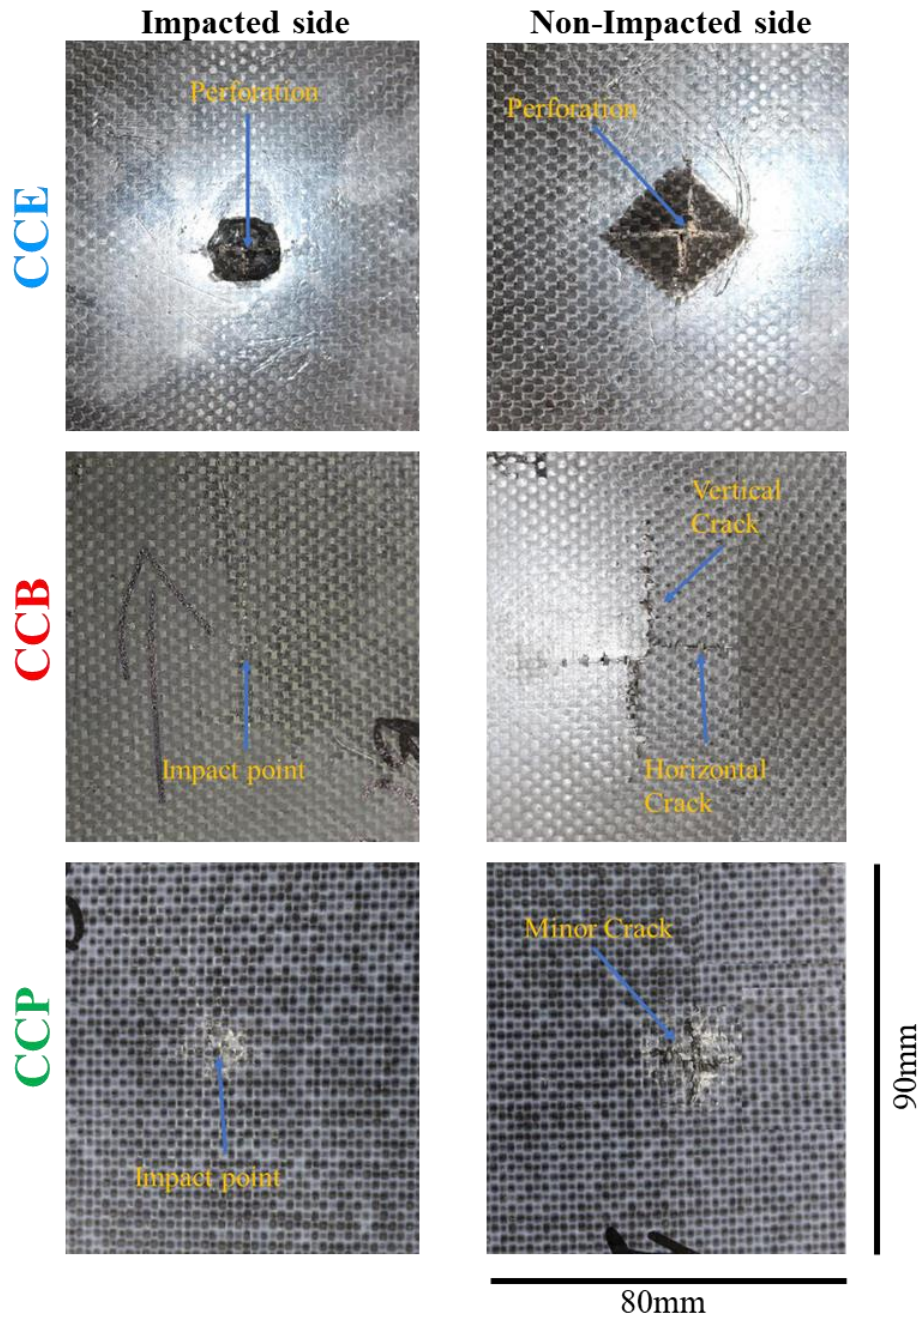 Impacted side
Non-Impacted side
CCE
Perforation
Perforation
CCB
Impact point
Vertical
Crack
Horizontal
Crack
CCP
Impact point
Minor Crack
90mm
80mm